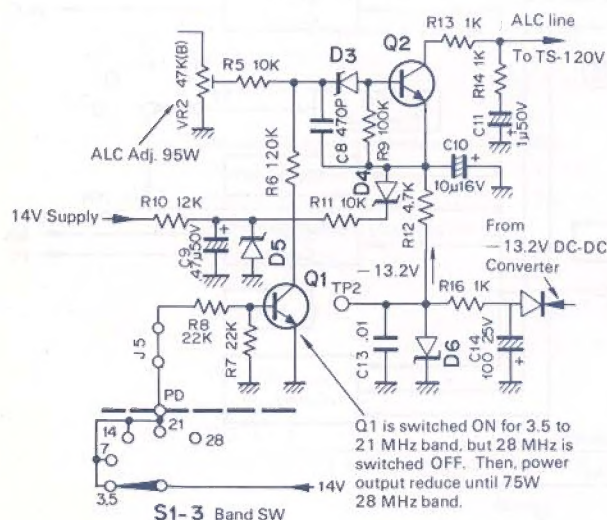 R13 1K
ALC line
To TS-120V
D3
Q2
47K(B)
VR2
R5 10K
R14 1K
C11
1µ50V
+
C8 470P
R9 100K
ALC Adj. 95W
R6 120K
C10
+
10µ16V
D4
R10 12K
R11 10K
14V Supply
R12 4.7K
C9
.47µ50V
+
D5
From
— 13.2V DC-DC
Converter
— 13.2V
Q1
TP2
R16 1K
R8
22K
R7 22K
J5
C13 .01
D6
C14
100 25V
+
PD
14
21
28
7
3.5
14V
S1-3 Band SW
Q1 is switched ON for 3.5 to
21 MHz band, but 28 MHz is
switched OFF. Then, power
output reduce until 75W
28 MHz band.